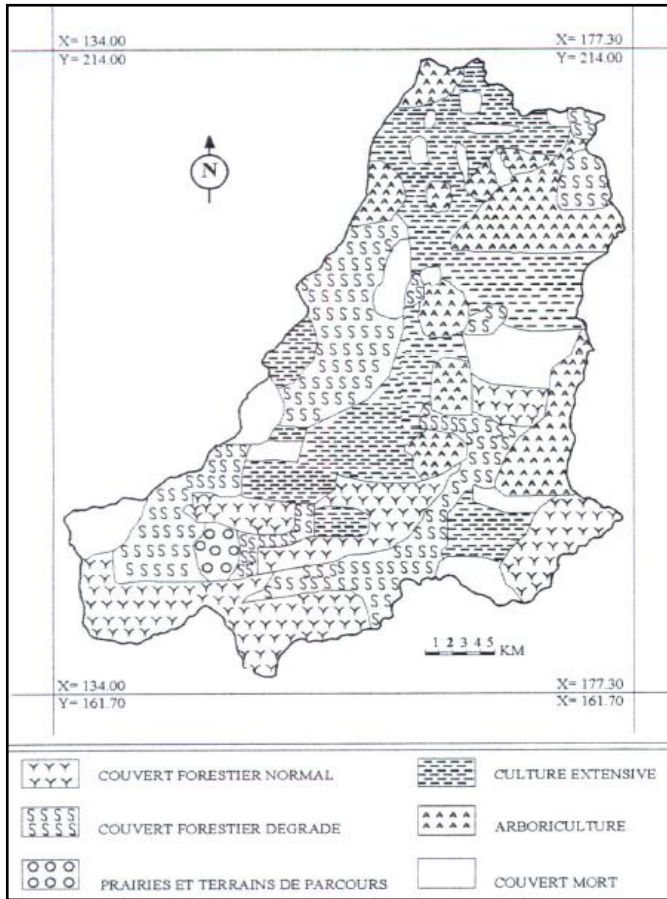 X= 134.00
Y= 214.00
X= 177.30
Y= 214.00
N
1 2 3 4 5 KM
X= 134.00
Y= 161.70
X= 177.30
X= 161.70
COUVERT FORESTIER NORMAL
CULTURE EXTENSIVE
COUVERT FORESTIER DEGRADE
ARBORICULTURE
PRAIRIES ET TERRAINS DE PARCOURS
COUVERT MORT